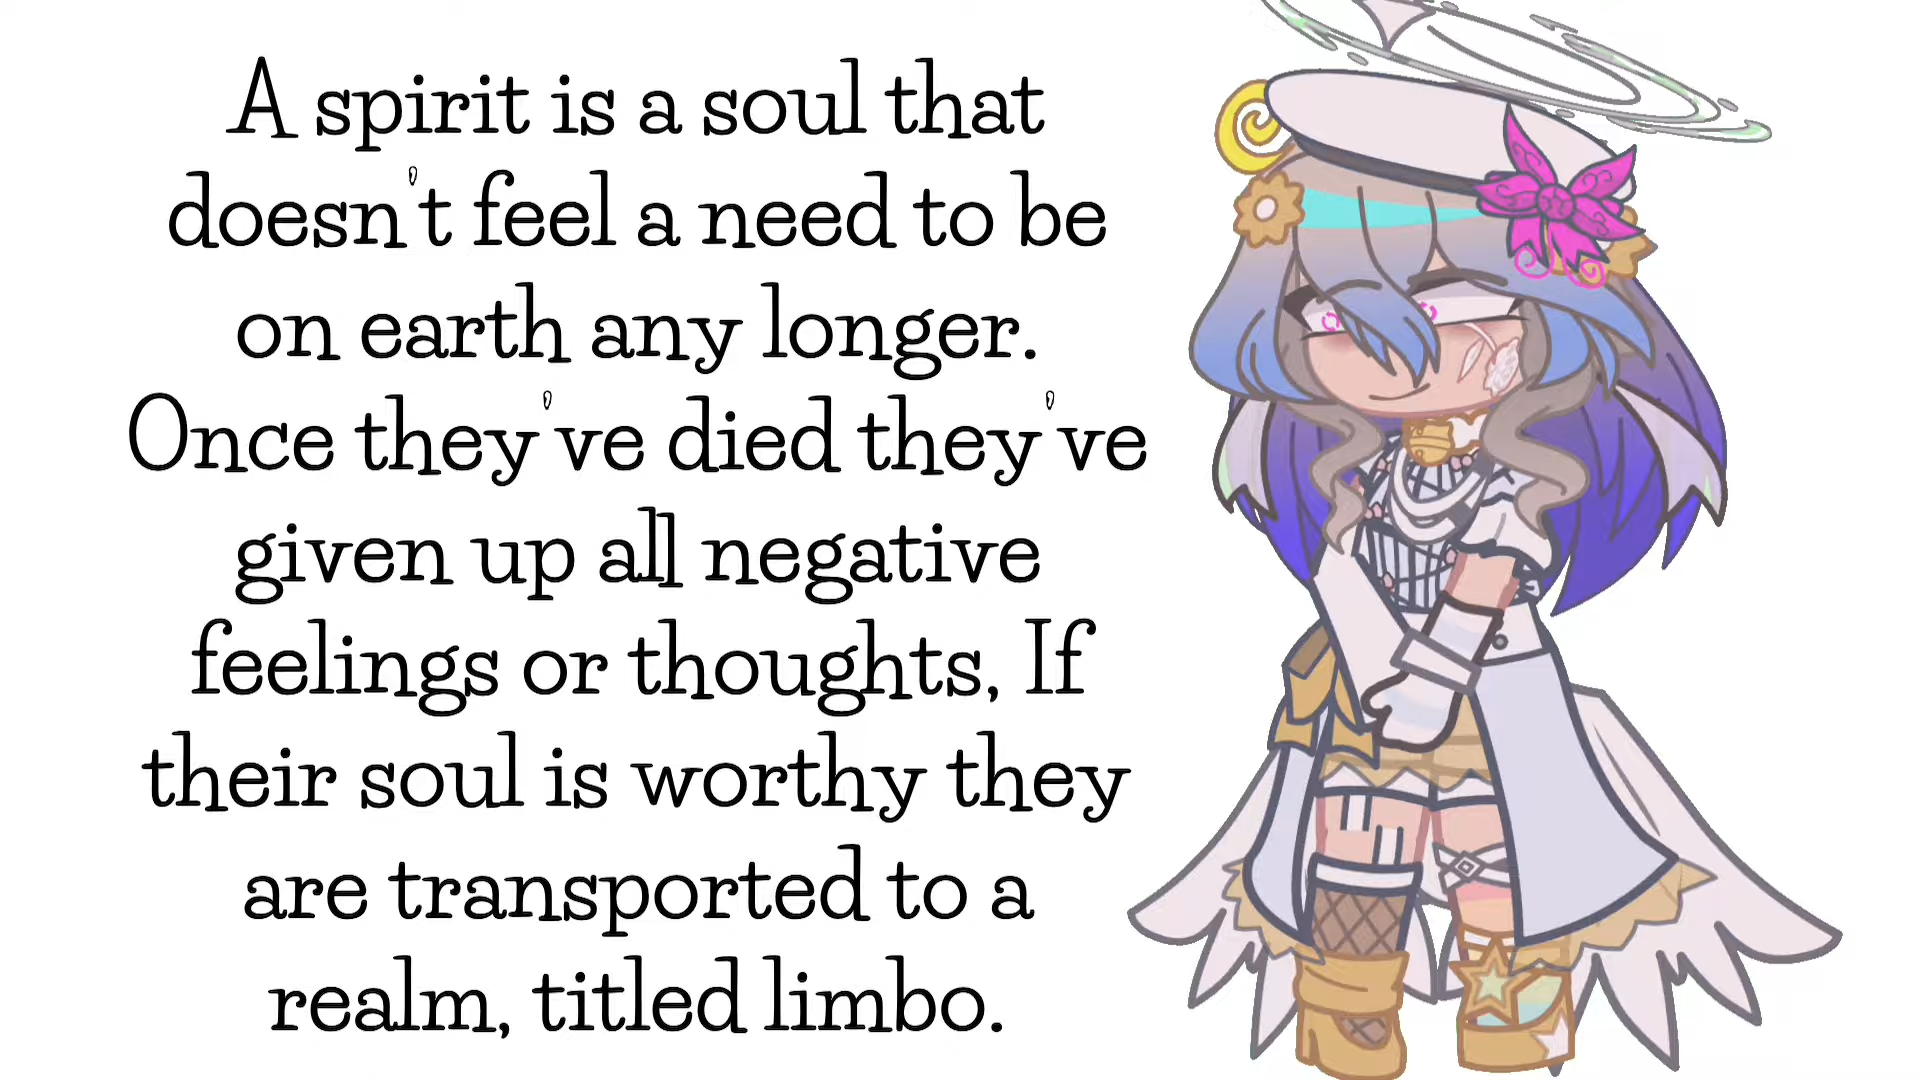 A spirit is a soul that
doesn't feel a need to be
on earth any longer.
Once they've died they've
given up all negative
feelings or thoughts, If
their soul is worthy they
are transported to a
realm, titled limbo.